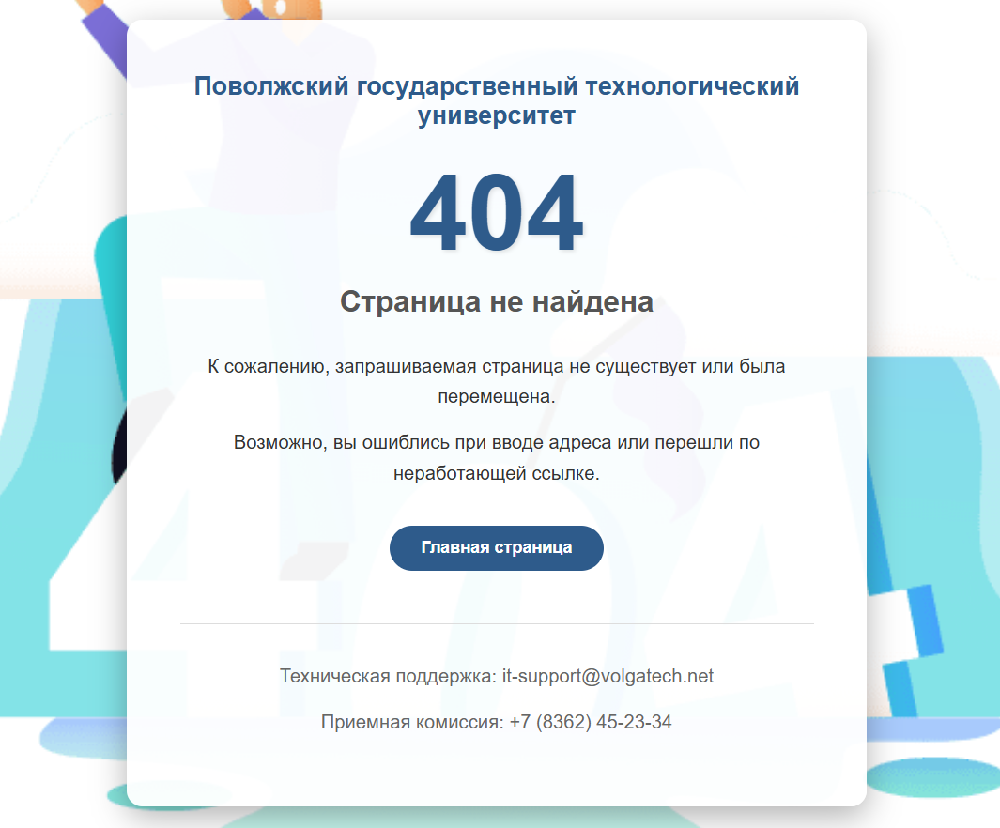 Поволжский государственный технологический
университет
404
Страница не найдена
К сожалению, запрашиваемая страница не существует или была
перемещена.
Возможно, вы ошиблись при вводе адреса или перешли по
неработающей ссылке.
Главная страница
Техническая поддержка: it-support@volgatech.net
Приемная комиссия: +7 (8362) 45-23-34